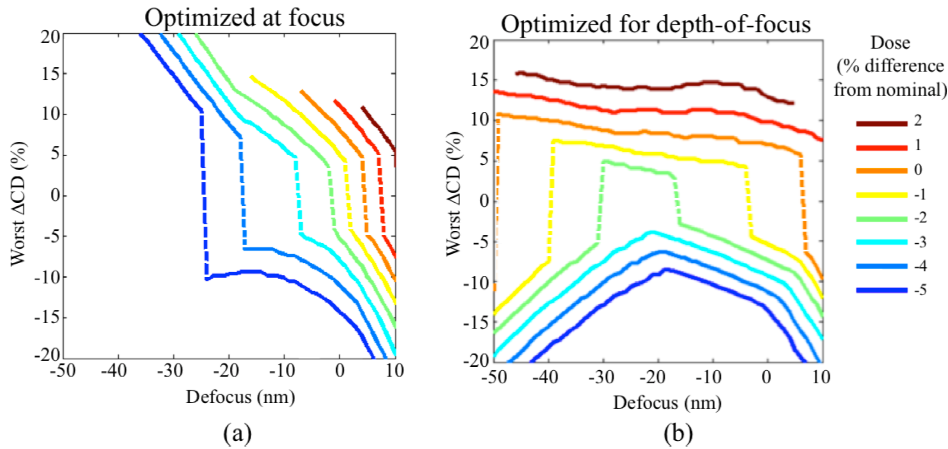 Optimized at focus
20
15
10
5
0
-5
-10
-15
-20
Worst ΔCD (%)
-50 -40 -30 -20 -10 0 10
Defocus (nm)
(a)
Optimized for depth-of-focus
20
15
10
5
0
-5
-10
-15
-20
Worst ΔCD (%)
-50 -40 -30 -20 -10 0 10
Defocus (nm)
(b)
Dose
(% difference
from nominal)
2
1
0
-1
-2
-3
-4
-5